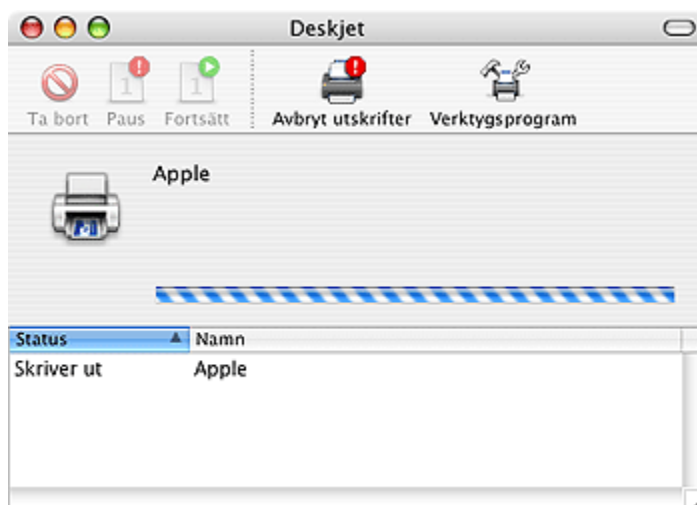 Deskjet
Ta bort Paus Fortsätt Avbryt utskrifter Verktygsprogram
Apple
Status Namn
Skriver ut Apple